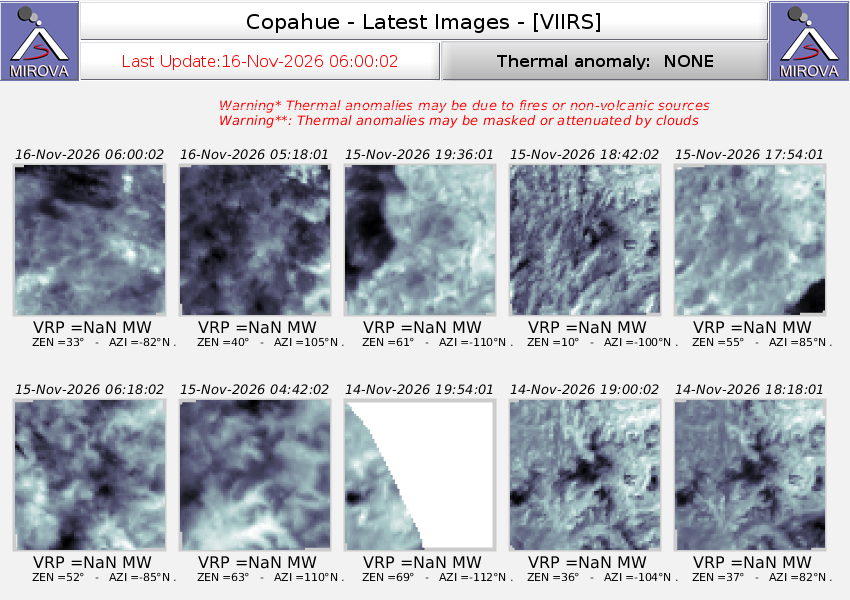 Copahue - Latest Images - [VIIRS]
MIROVA
Last Update:16-Nov-2026 06:00:02
Thermal anomaly: NONE
MIROVA
Warning* Thermal anomalies may be due to fires or non-volcanic sources
Warning**: Thermal anomalies may be masked or attenuated by clouds
16-Nov-2026 06:00:02
16-Nov-2026 05:18:01
15-Nov-2026 19:36:01
15-Nov-2026 18:42:02
15-Nov-2026 17:54:01
VRP =NaN MW
VRP =NaN MW
VRP =NaN MW
VRP =NaN MW
VRP =NaN MW
ZEN =33° - AZI =-82°N .
ZEN =40° - AZI =105°N .
ZEN =61° - AZI =-110°N .
ZEN =10° - AZI =-100°N .
ZEN =55° - AZI =85°N .
15-Nov-2026 06:18:02
15-Nov-2026 04:42:02
14-Nov-2026 19:54:01
14-Nov-2026 19:00:02
14-Nov-2026 18:18:01
VRP =NaN MW
VRP =NaN MW
VRP =NaN MW
VRP =NaN MW
VRP =NaN MW
ZEN =52° - AZI =-85°N .
ZEN =63° - AZI =110°N .
ZEN =69° - AZI =-112°N .
ZEN =36° - AZI =-104°N .
ZEN =37° - AZI =82°N .